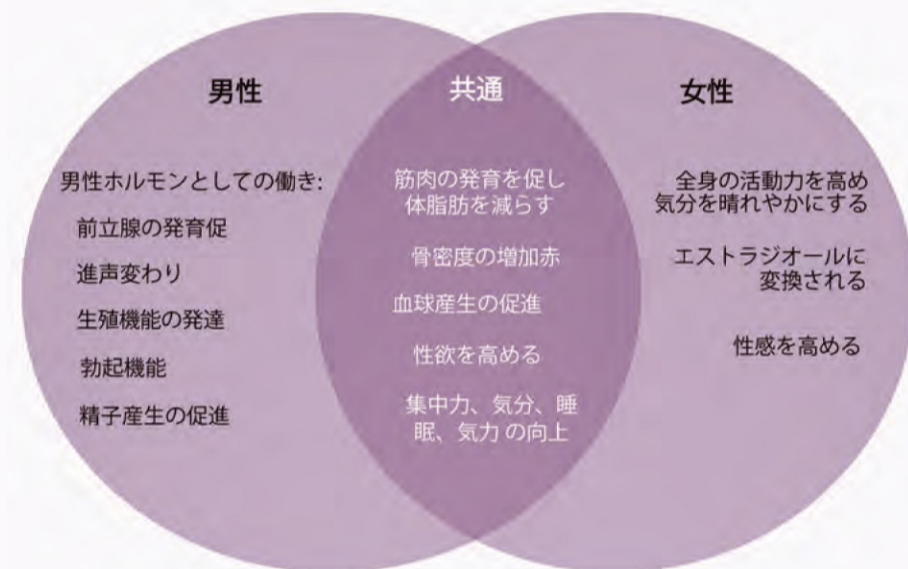 男性
男性ホルモンとしての働き:
前立腺の発育促
進声変わり
生殖機能の発達
勃起機能
精子産生の促進
共通
筋肉の発育を促し
体脂肪を減らす
骨密度の増加赤
血球産生の促進
性欲を高める
集中力、気分、睡
眠、気力 の向上
女性
全身の活動力を高め
気分を晴れやかにする
エストラジオールに
変換される
性感を高める